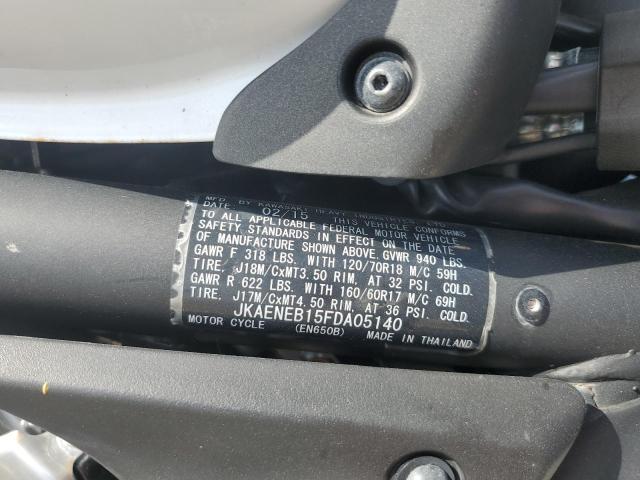 MFD. BY KAWASAKI HEAVY INDUSTRIES, LTD.
DATE 02/15 THIS VEHICLE CONFORMS
TO ALL APPLICABLE FEDERAL MOTOR VEHICLE
SAFETY STANDARDS IN EFFECT ON THE DATE
OF MANUFACTURE SHOWN ABOVE. GVWR 940 LBS.
GAWR F 318 LBS. WITH 120/70R18 M/C 59H
TIRE, J18M/CxMT3.50 RIM, AT 32 PSI. COLD.
GAWR R 622 LBS. WITH 160/60R17 M/C 69H
TIRE, J17M/CxMT4.50 RIM, AT 36 PSI. COLD.
JKAENEB15FDA05140
MOTOR CYCLE (EN650B) MADE IN THAILAND